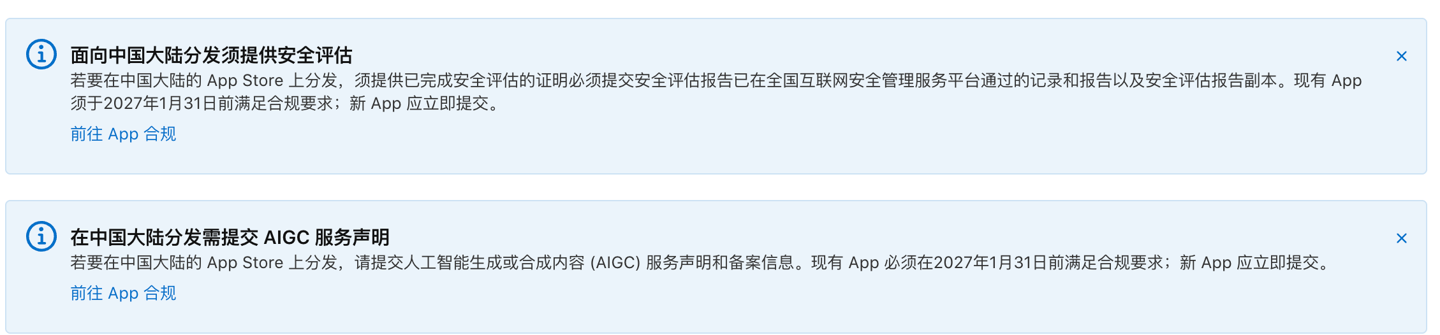 面向中国大陆分发须提供安全评估
若要在中国大陆的 App Store 上分发，须提供已完成安全评估的证明必须提交安全评估报告已在全国互联网安全管理服务平台通过的记录和报告以及安全评估报告副本。现有 App
须于2027年1月31日前满足合规要求；新 App 应立即提交。
前往 App 合规
在中国大陆分发需提交 AIGC 服务声明
若要在中国大陆的 App Store 上分发，请提交人工智能生成或合成内容 (AIGC) 服务声明和备案信息。现有 App 必须在2027年1月31日前满足合规要求；新 App 应立即提交。
前往 App 合规